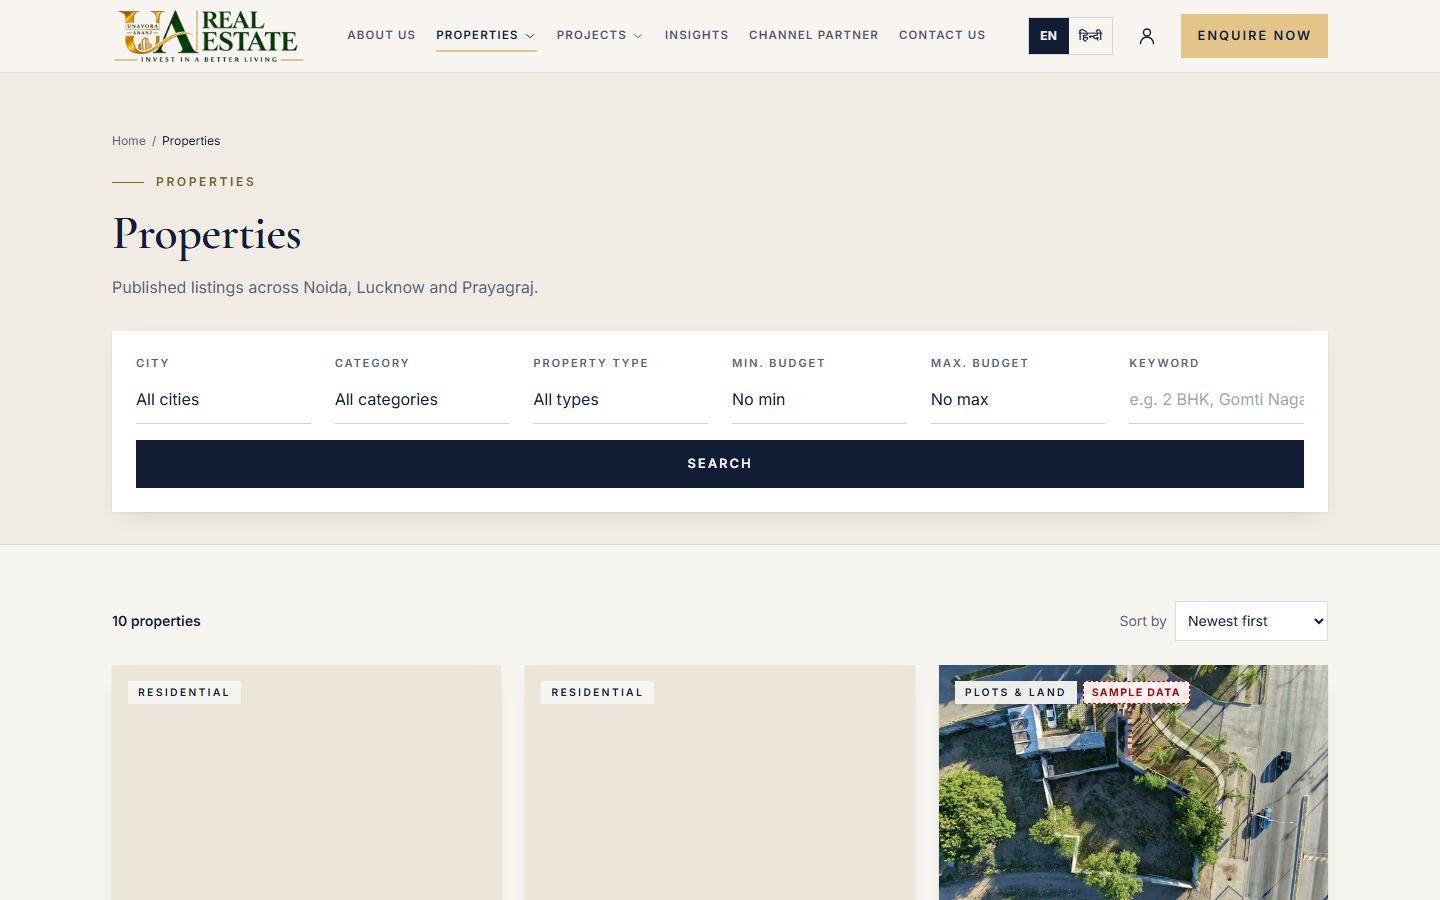 UNAVORA
ANANT
UA REAL ESTATE
INVEST IN A BETTER LIVING
ABOUT US
PROPERTIES
PROJECTS
INSIGHTS
CHANNEL PARTNER
CONTACT US
EN
हिन्दी
ENQUIRE NOW
Home / Properties
PROPERTIES
Properties
Published listings across Noida, Lucknow and Prayagraj.
CITY
All cities
CATEGORY
All categories
PROPERTY TYPE
All types
MIN. BUDGET
No min
MAX. BUDGET
No max
KEYWORD
e.g. 2 BHK, Gomti Naga
SEARCH
10 properties
Sort by
Newest first
RESIDENTIAL
RESIDENTIAL
PLOTS & LAND
SAMPLE DATA